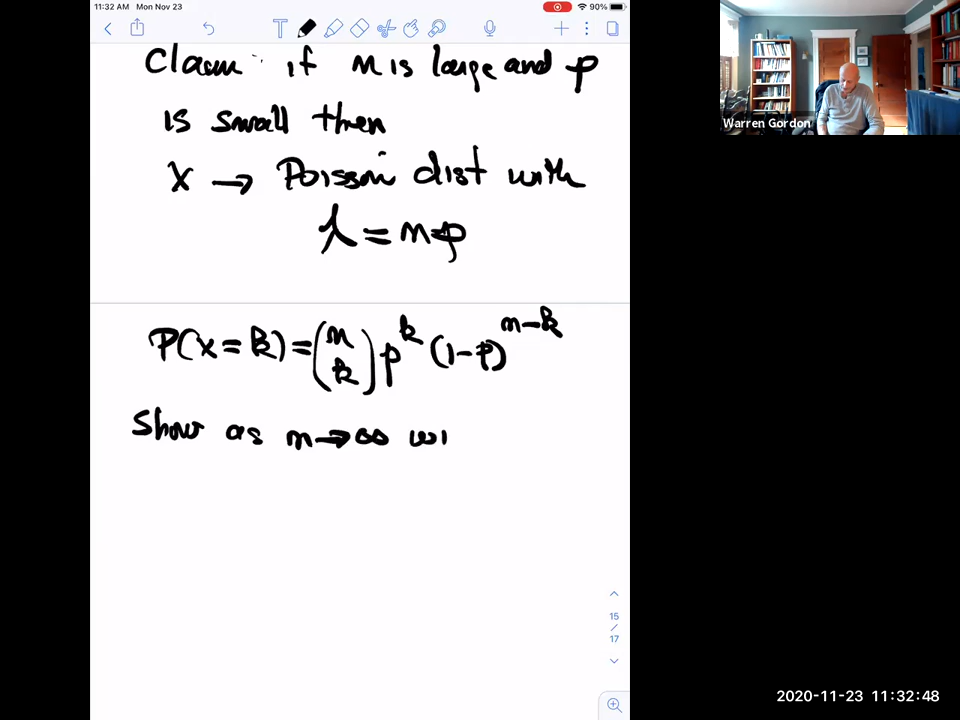 11:32 AM Mon Nov 23
90%
Claim: if n is large and p
is small then
X → Poisson dist with
λ = np
P(X = k) = (n k) p^k (1-p)^{n-k}
Show as n → ∞ wi
15
/
17
Warren Gordon
2020-11-23 11:32:48